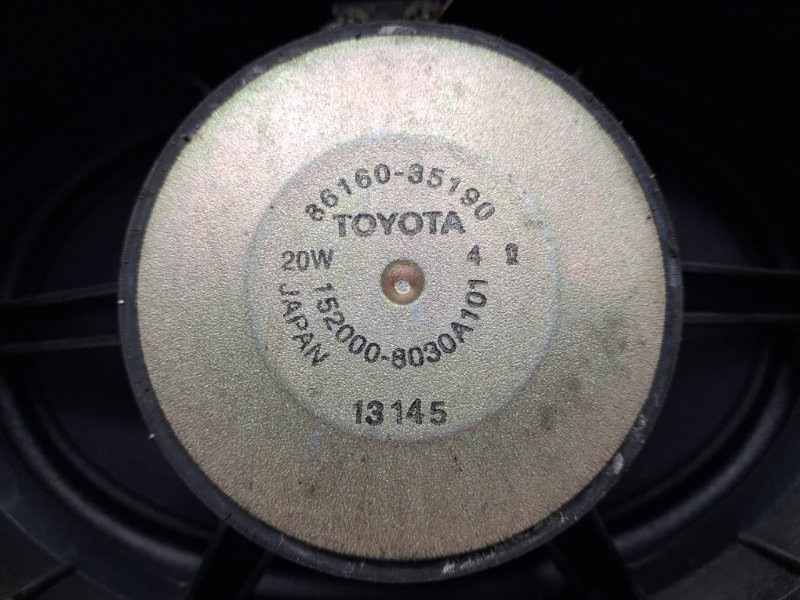 86160-35190
TOYOTA
20W 4 Ω
152000-8030A101
JAPAN
13145